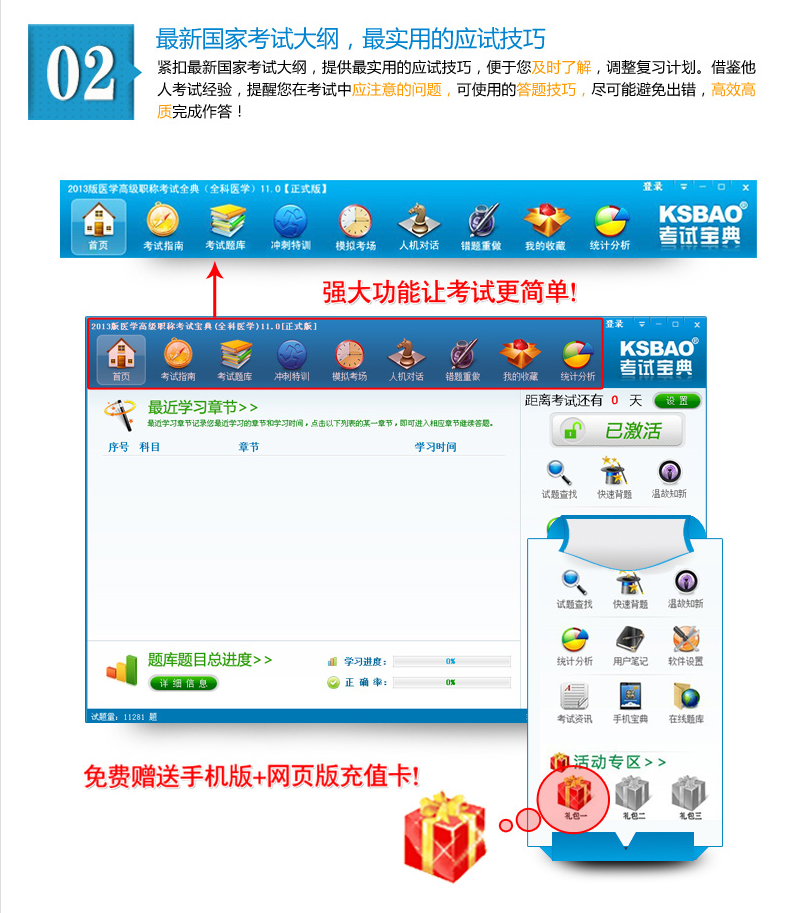 02
最新国家考试大纲，最实用的应试技巧
紧扣最新国家考试大纲，提供最实用的应试技巧，便于您及时了解，调整复习计划。借鉴他
人考试经验，提醒您在考试中应注意的问题，可使用的答题技巧，尽可能避免出错，高效高
质完成作答！
2013版医学高级职称考试全典（全科医学）11.0【正式版】
登录
首页 考试指南 考试题库 冲刺特训 模拟考场 人机对话 错题重做 我的收藏 统计分析
KSBAO®
考试宝典
强大功能让考试更简单!
2013版医学高级职称考试宝典(全科医学)11.0[正式版]
登录
首页 考试指南 考试题库 冲刺特训 模拟考场 人机对话 错题重做 我的收藏 统计分析
KSBAO®
考试宝典
最近学习章节>>
最近学习章节记录您最近学习的章节和学习时间，点击以下列表的某一章节，即可进入相应章节继续答题。
序号 科目 章节 学习时间
距离考试还有 0 天 设置
已激活
试题查找 快速背题 温故知新
试题查找 快速背题 温故知新
统计分析 用户笔记 软件设置
考试资讯 手机宝典 在线题库
活动专区>>
礼包一 礼包二 礼包三
题库题目总进度>>
详细信息
学习进度： 0%
正确率： 0%
试题量：11281 题
免费赠送手机版+网页版充值卡!